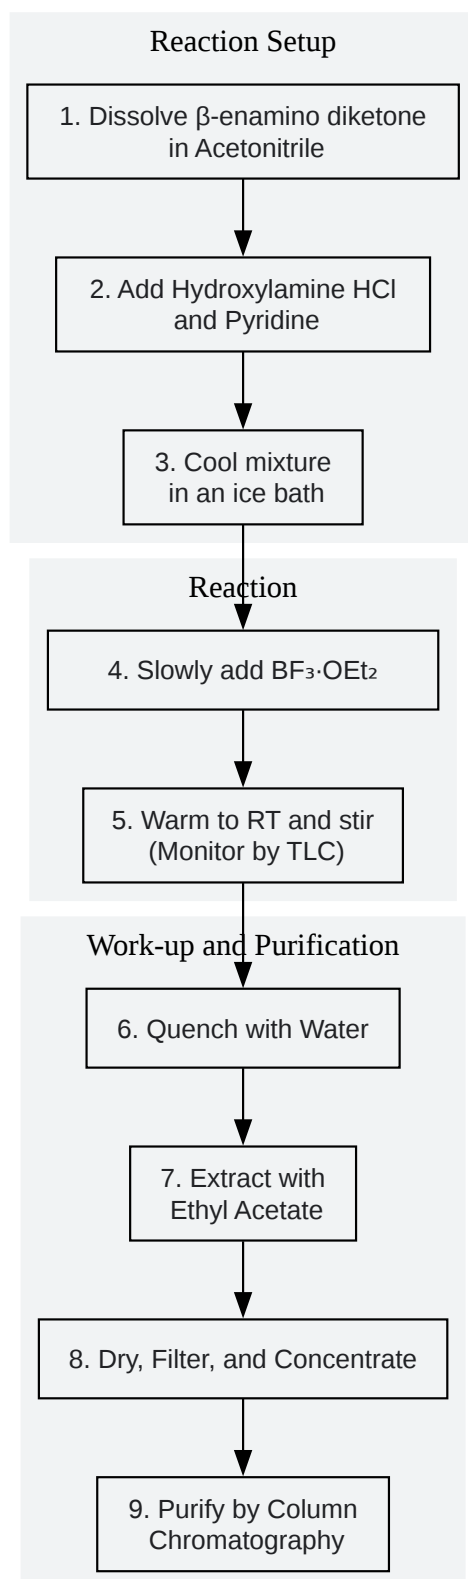 Reaction Setup
1. Dissolve β-enamino diketone
in Acetonitrile
2. Add Hydroxylamine HCl
and Pyridine
3. Cool mixture
in an ice bath
Reaction
4. Slowly add BF₃·OEt₂
5. Warm to RT and stir
(Monitor by TLC)
Work-up and Purification
6. Quench with Water
7. Extract with
Ethyl Acetate
8. Dry, Filter, and Concentrate
9. Purify by Column
Chromatography